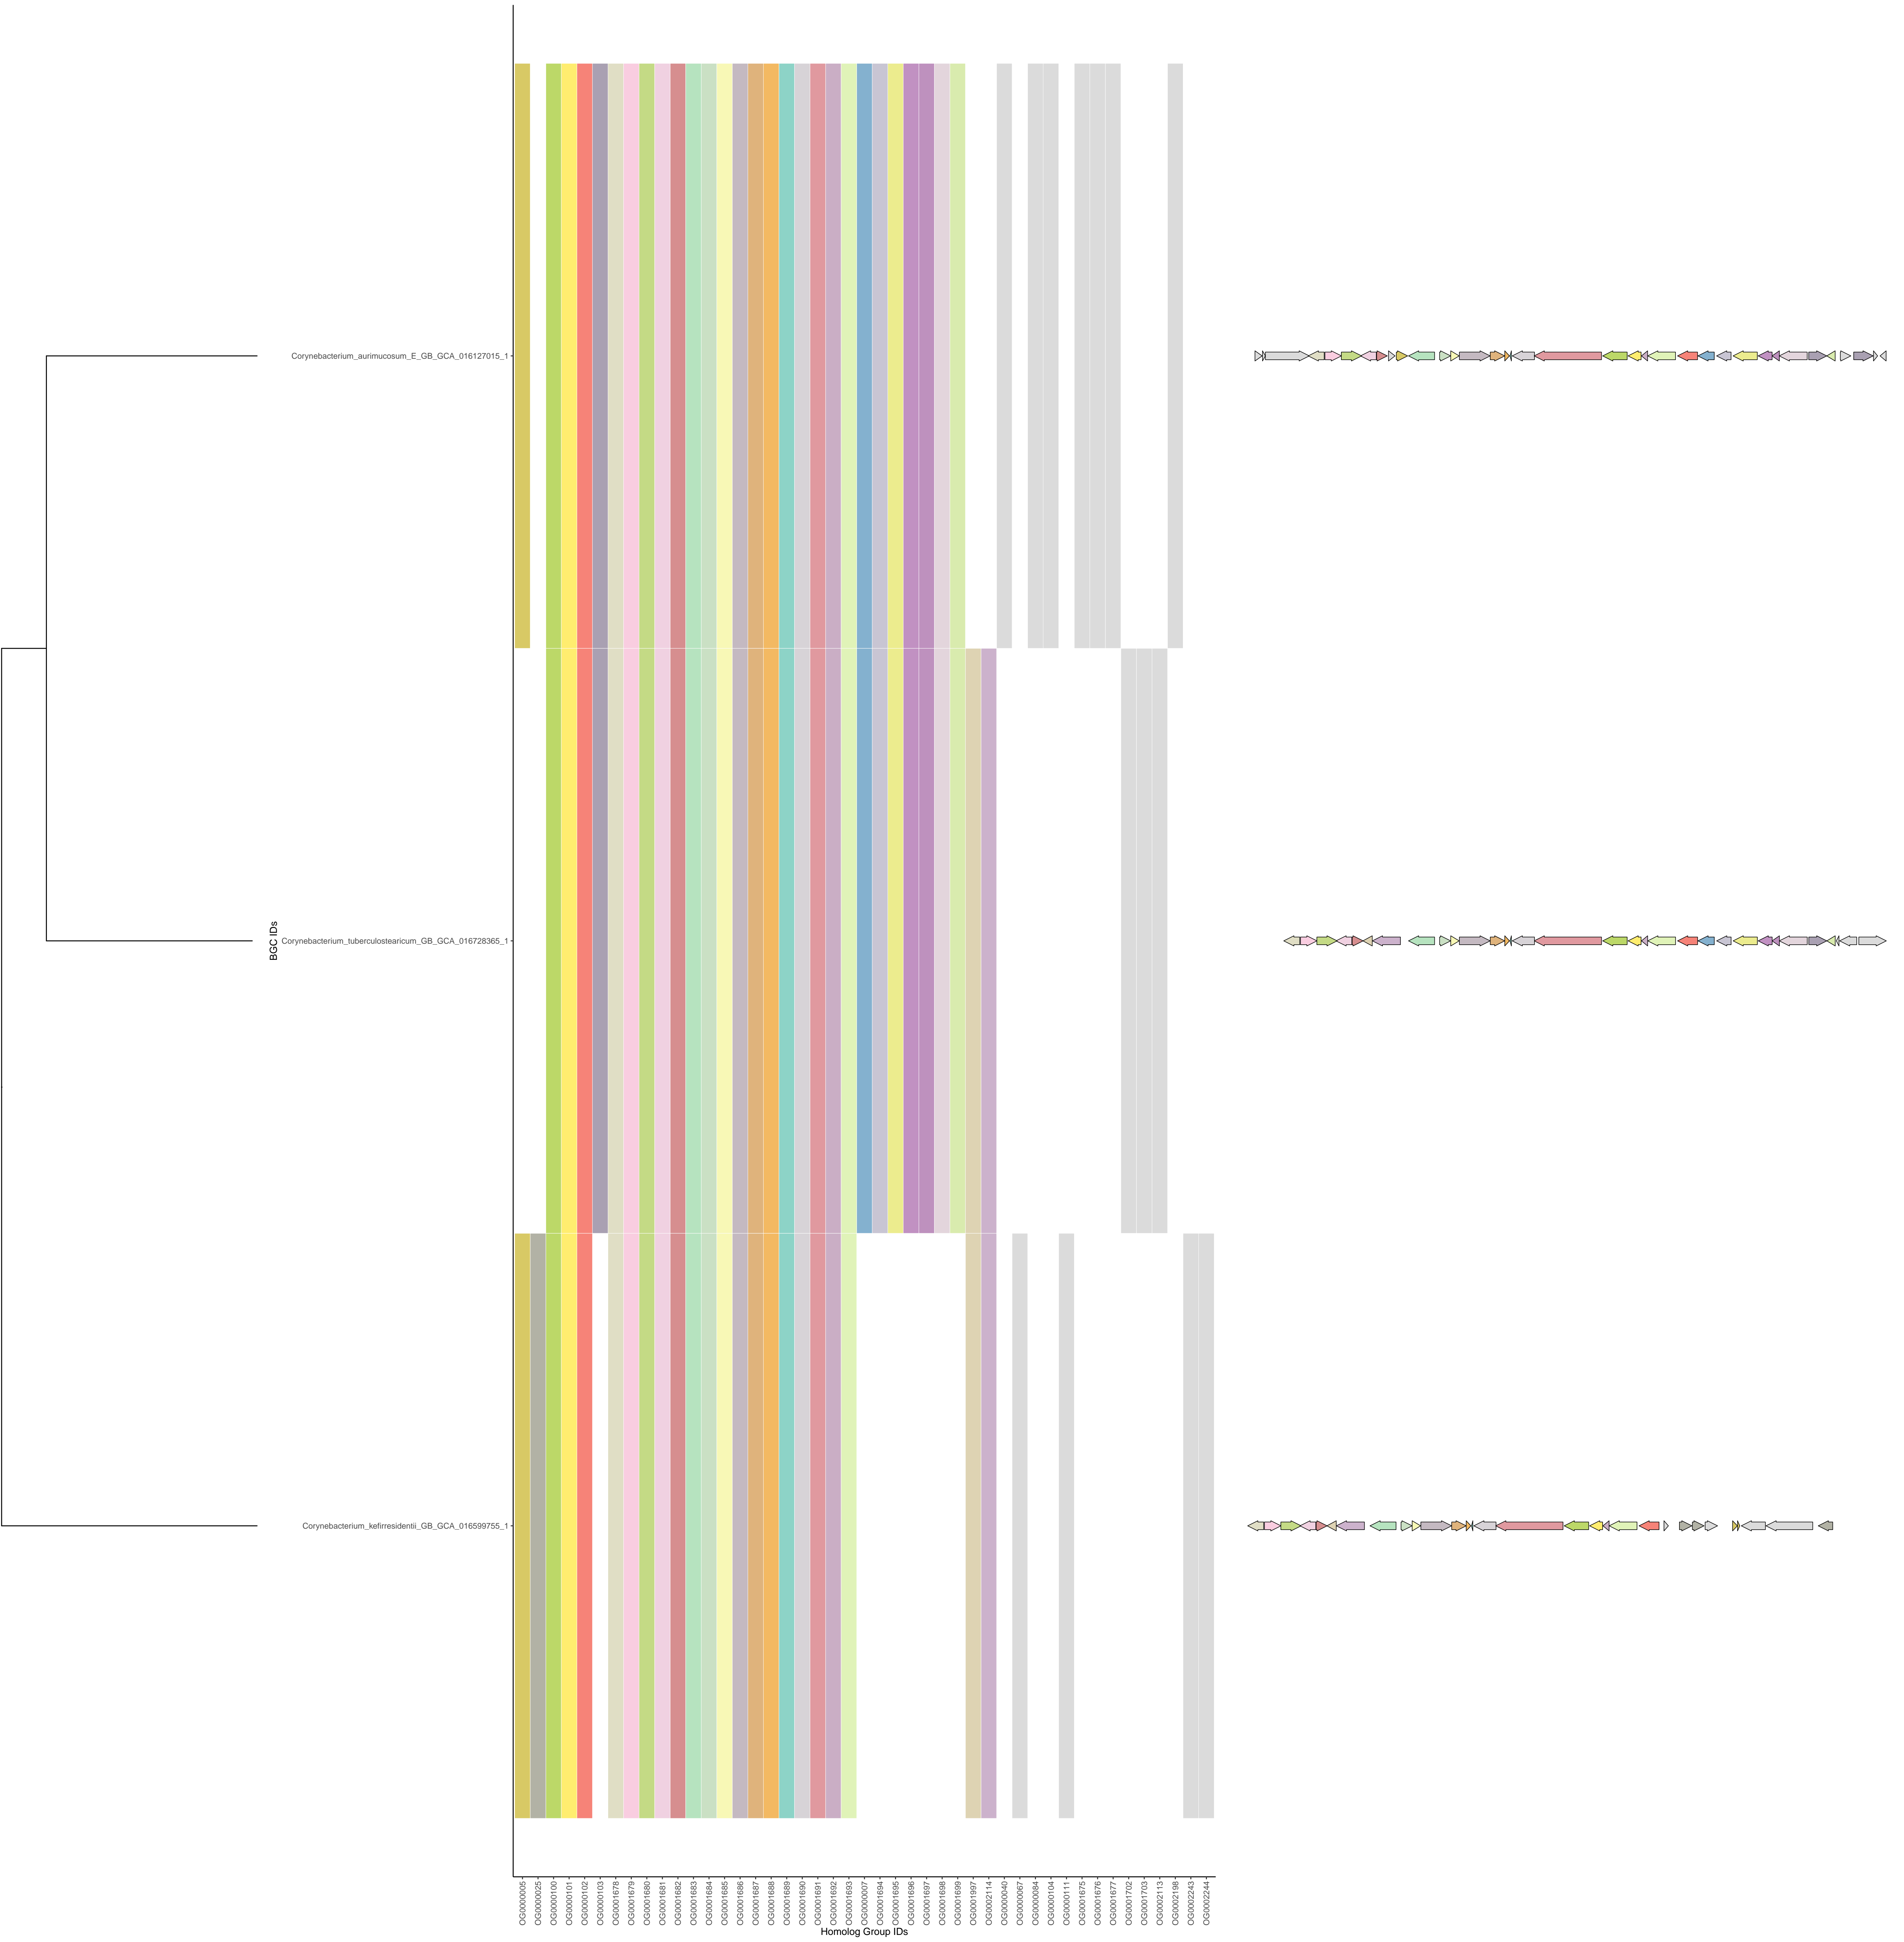 Corynebacterium_aurimucosum_E_GB_GCA_016127015_1
Corynebacterium_tuberculostearicum_GB_GCA_016728365_1
Corynebacterium_kefirresidentii_GB_GCA_016599755_1
BGC IDs
OG0000005
OG0000025
OG0000100
OG0000101
OG0000102
OG0000103
OG0001678
OG0001679
OG0001680
OG0001681
OG0001682
OG0001683
OG0001684
OG0001685
OG0001686
OG0001687
OG0001688
OG0001689
OG0001690
OG0001691
OG0001692
OG0001693
OG0000007
OG0001694
OG0001695
OG0001696
OG0001697
OG0001698
OG0001699
OG0001997
OG0002114
OG0000040
OG0000067
OG0000084
OG0000104
OG0000111
OG0001675
OG0001676
OG0001677
OG0001702
OG0001703
OG0002113
OG0002198
OG0002243
OG0002244
Homolog Group IDs